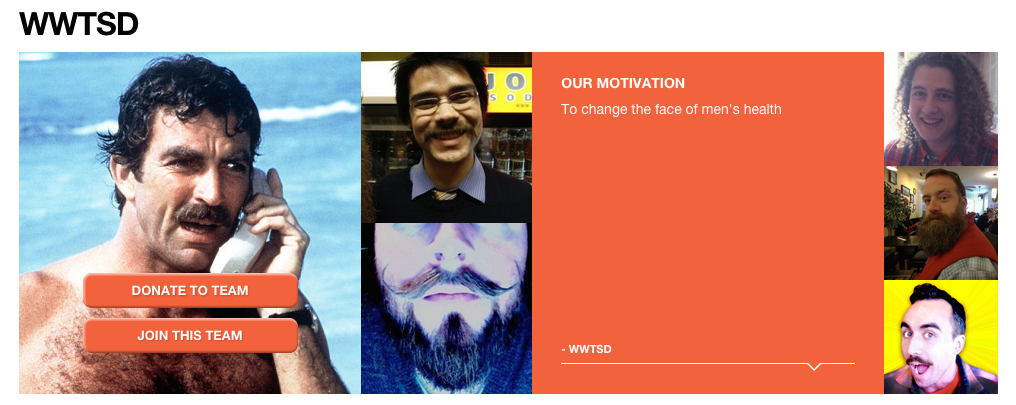 WWTSD
DONATE TO TEAM
JOIN THIS TEAM
OUR MOTIVATION
To change the face of men's health
- WWTSD